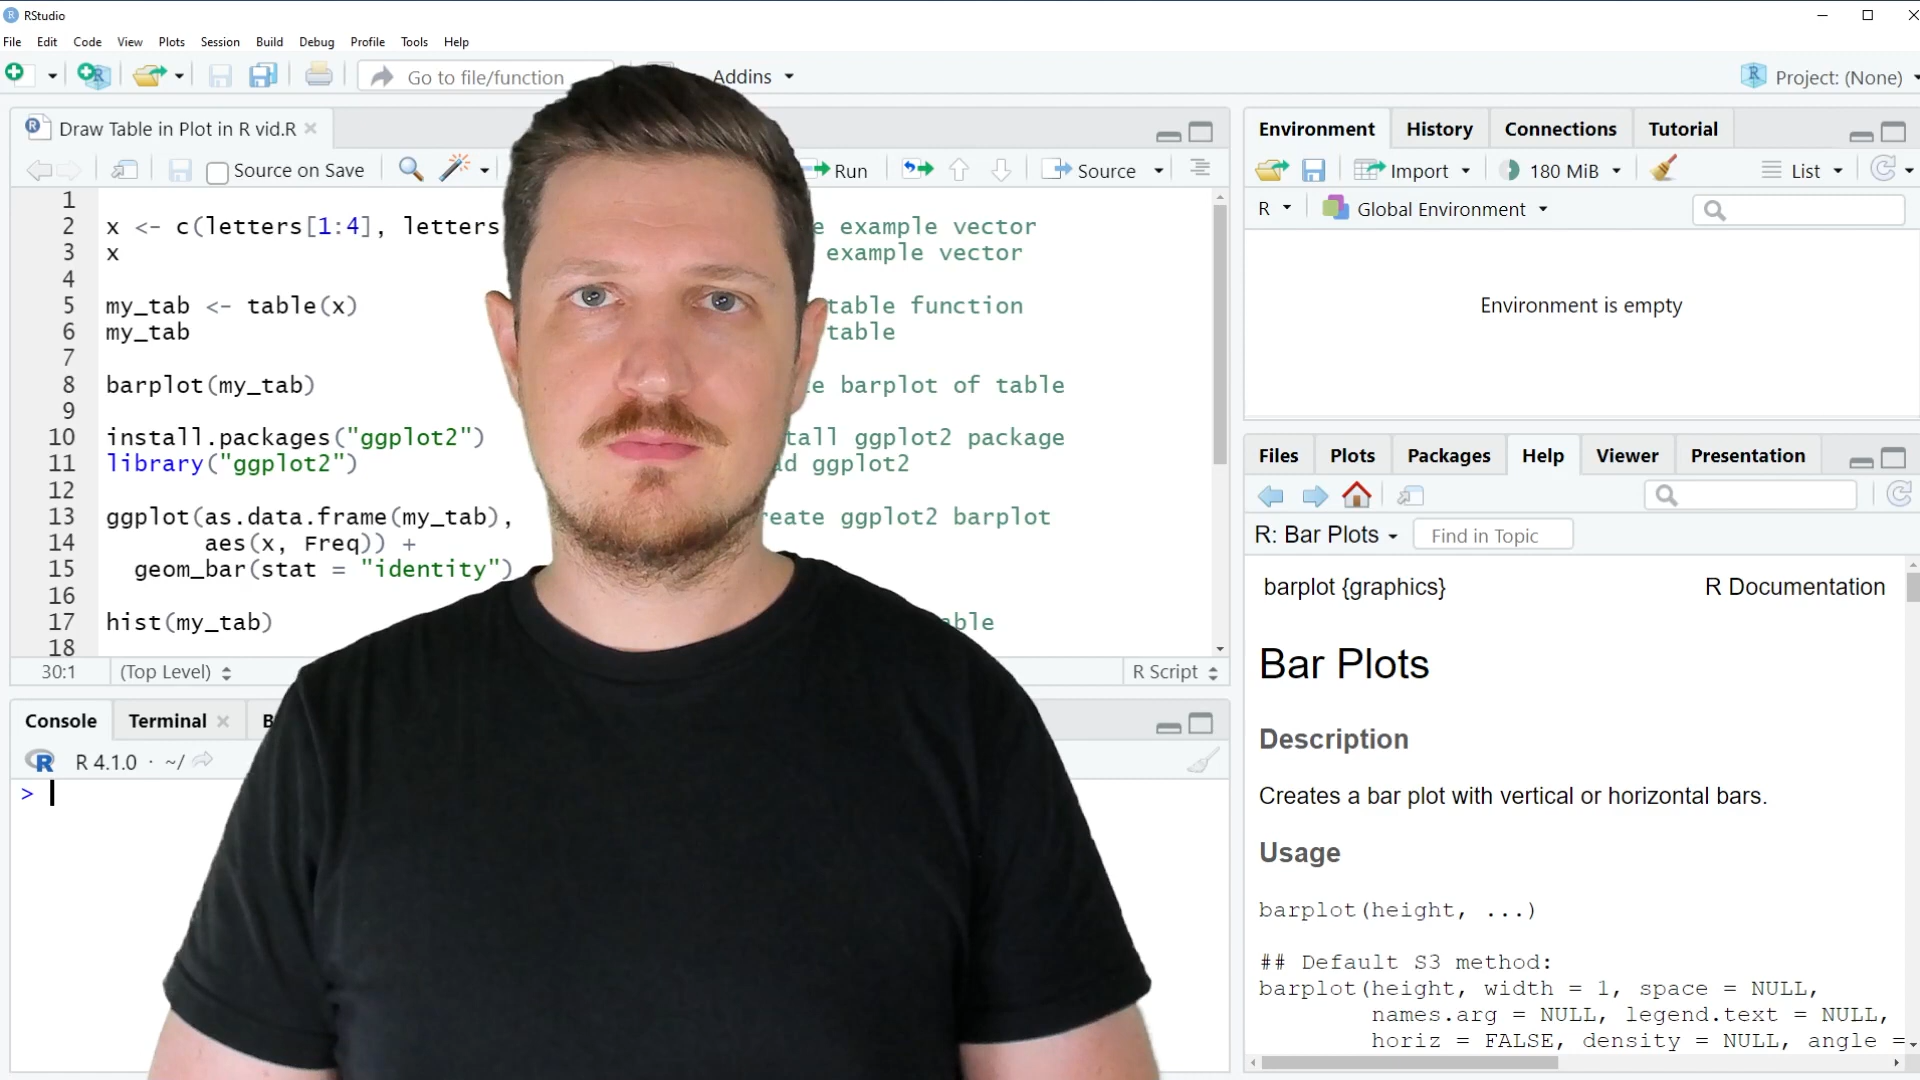 RStudio
File Edit Code View Plots Session Build Debug Profile Tools Help
Go to file/function Addins Project: (None)
Draw Table in Plot in R vid.R
Source on Save Run Source
1
2 x <- c(letters[1:4], letters example vector
3 x example vector
4
5 my_tab <- table(x) table function
6 my_tab table
7
8 barplot(my_tab) barplot of table
9
10 install.packages("ggplot2") ggplot2 package
11 library("ggplot2") ggplot2
12
13 ggplot(as.data.frame(my_tab), ggplot2 barplot
14 aes(x, Freq)) +
15 geom_bar(stat = "identity")
16
17 hist(my_tab)
18
30:1 (Top Level) R Script
Console Terminal
R 4.1.0 · ~/
>
Environment History Connections Tutorial
Import 180 MiB List
R Global Environment
Environment is empty
Files Plots Packages Help Viewer Presentation
R: Bar Plots Find in Topic
barplot {graphics} R Documentation
Bar Plots
Description
Creates a bar plot with vertical or horizontal bars.
Usage
barplot(height, ...)
## Default S3 method:
barplot(height, width = 1, space = NULL,
names.arg = NULL, legend.text = NULL,
horiz = FALSE, density = NULL, angle =